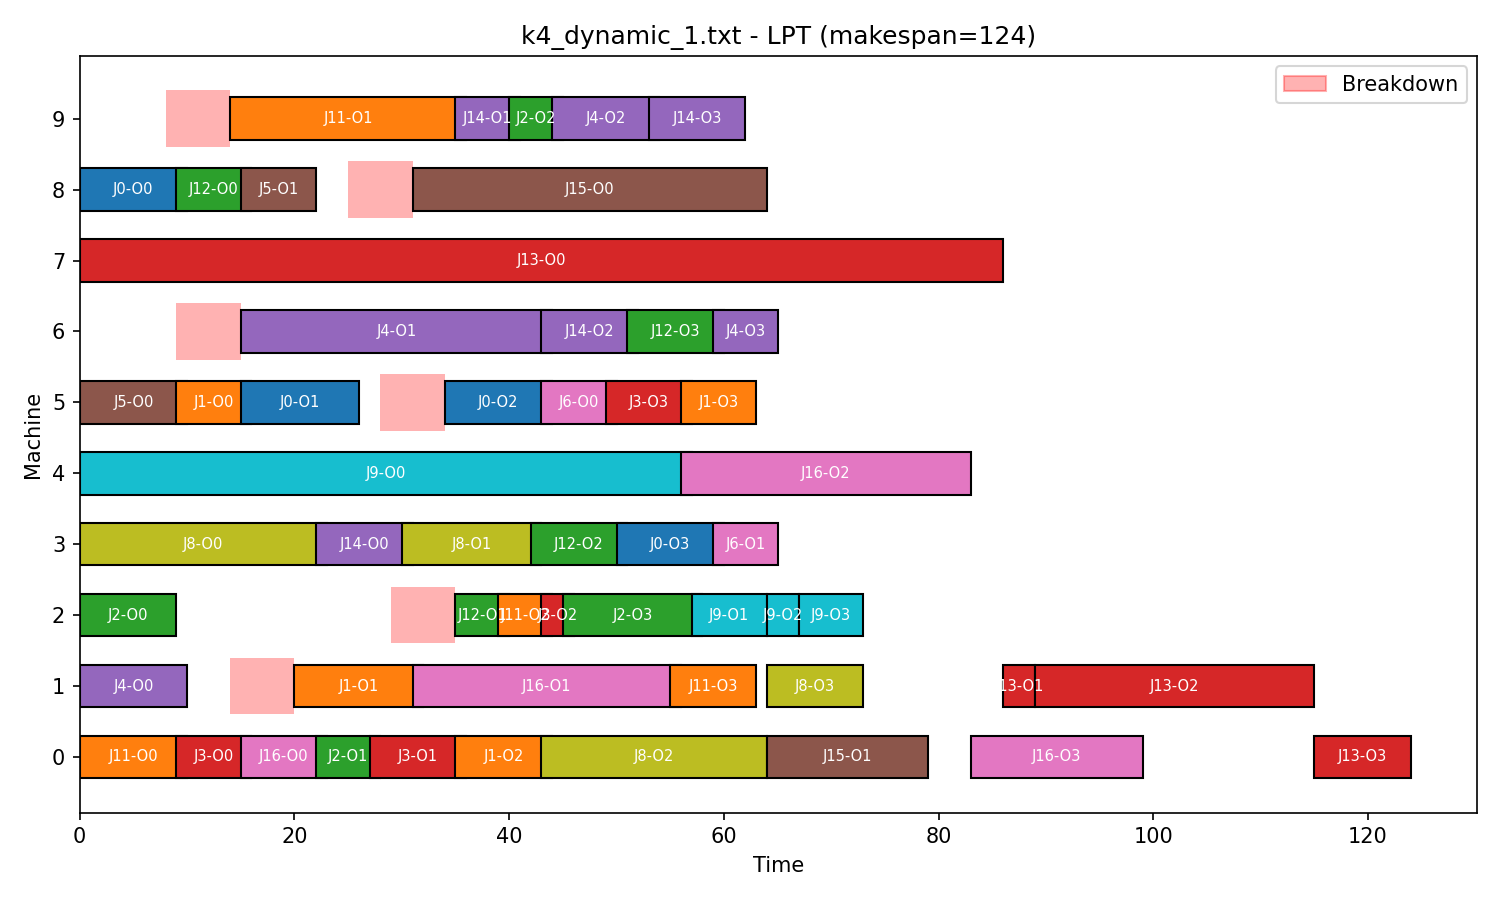 k4_dynamic_1.txt - LPT (makespan=124)
Breakdown
9 J11-O1 J14-O1 J2-O2 J4-O2 J14-O3
8 J0-O0 J12-O0 J5-O1 J15-O0
7 J13-O0
6 J4-O1 J14-O2 J12-O3 J4-O3
5 J5-O0 J1-O0 J0-O1 J0-O2 J6-O0 J3-O3 J1-O3
4 J9-O0 J16-O2
3 J8-O0 J14-O0 J8-O1 J12-O2 J0-O3 J6-O1
2 J2-O0 J12-O1 J2-O3 J9-O1 J9-O2 J9-O3
1 J4-O0 J1-O1 J16-O1 J11-O3 J8-O3 13-O1 J13-O2
0 J11-O0 J3-O0 J16-O0 J2-O1 J3-O1 J1-O2 J8-O2 J15-O1 J16-O3 J13-O3
Machine
0 20 40 60 80 100 120
Time